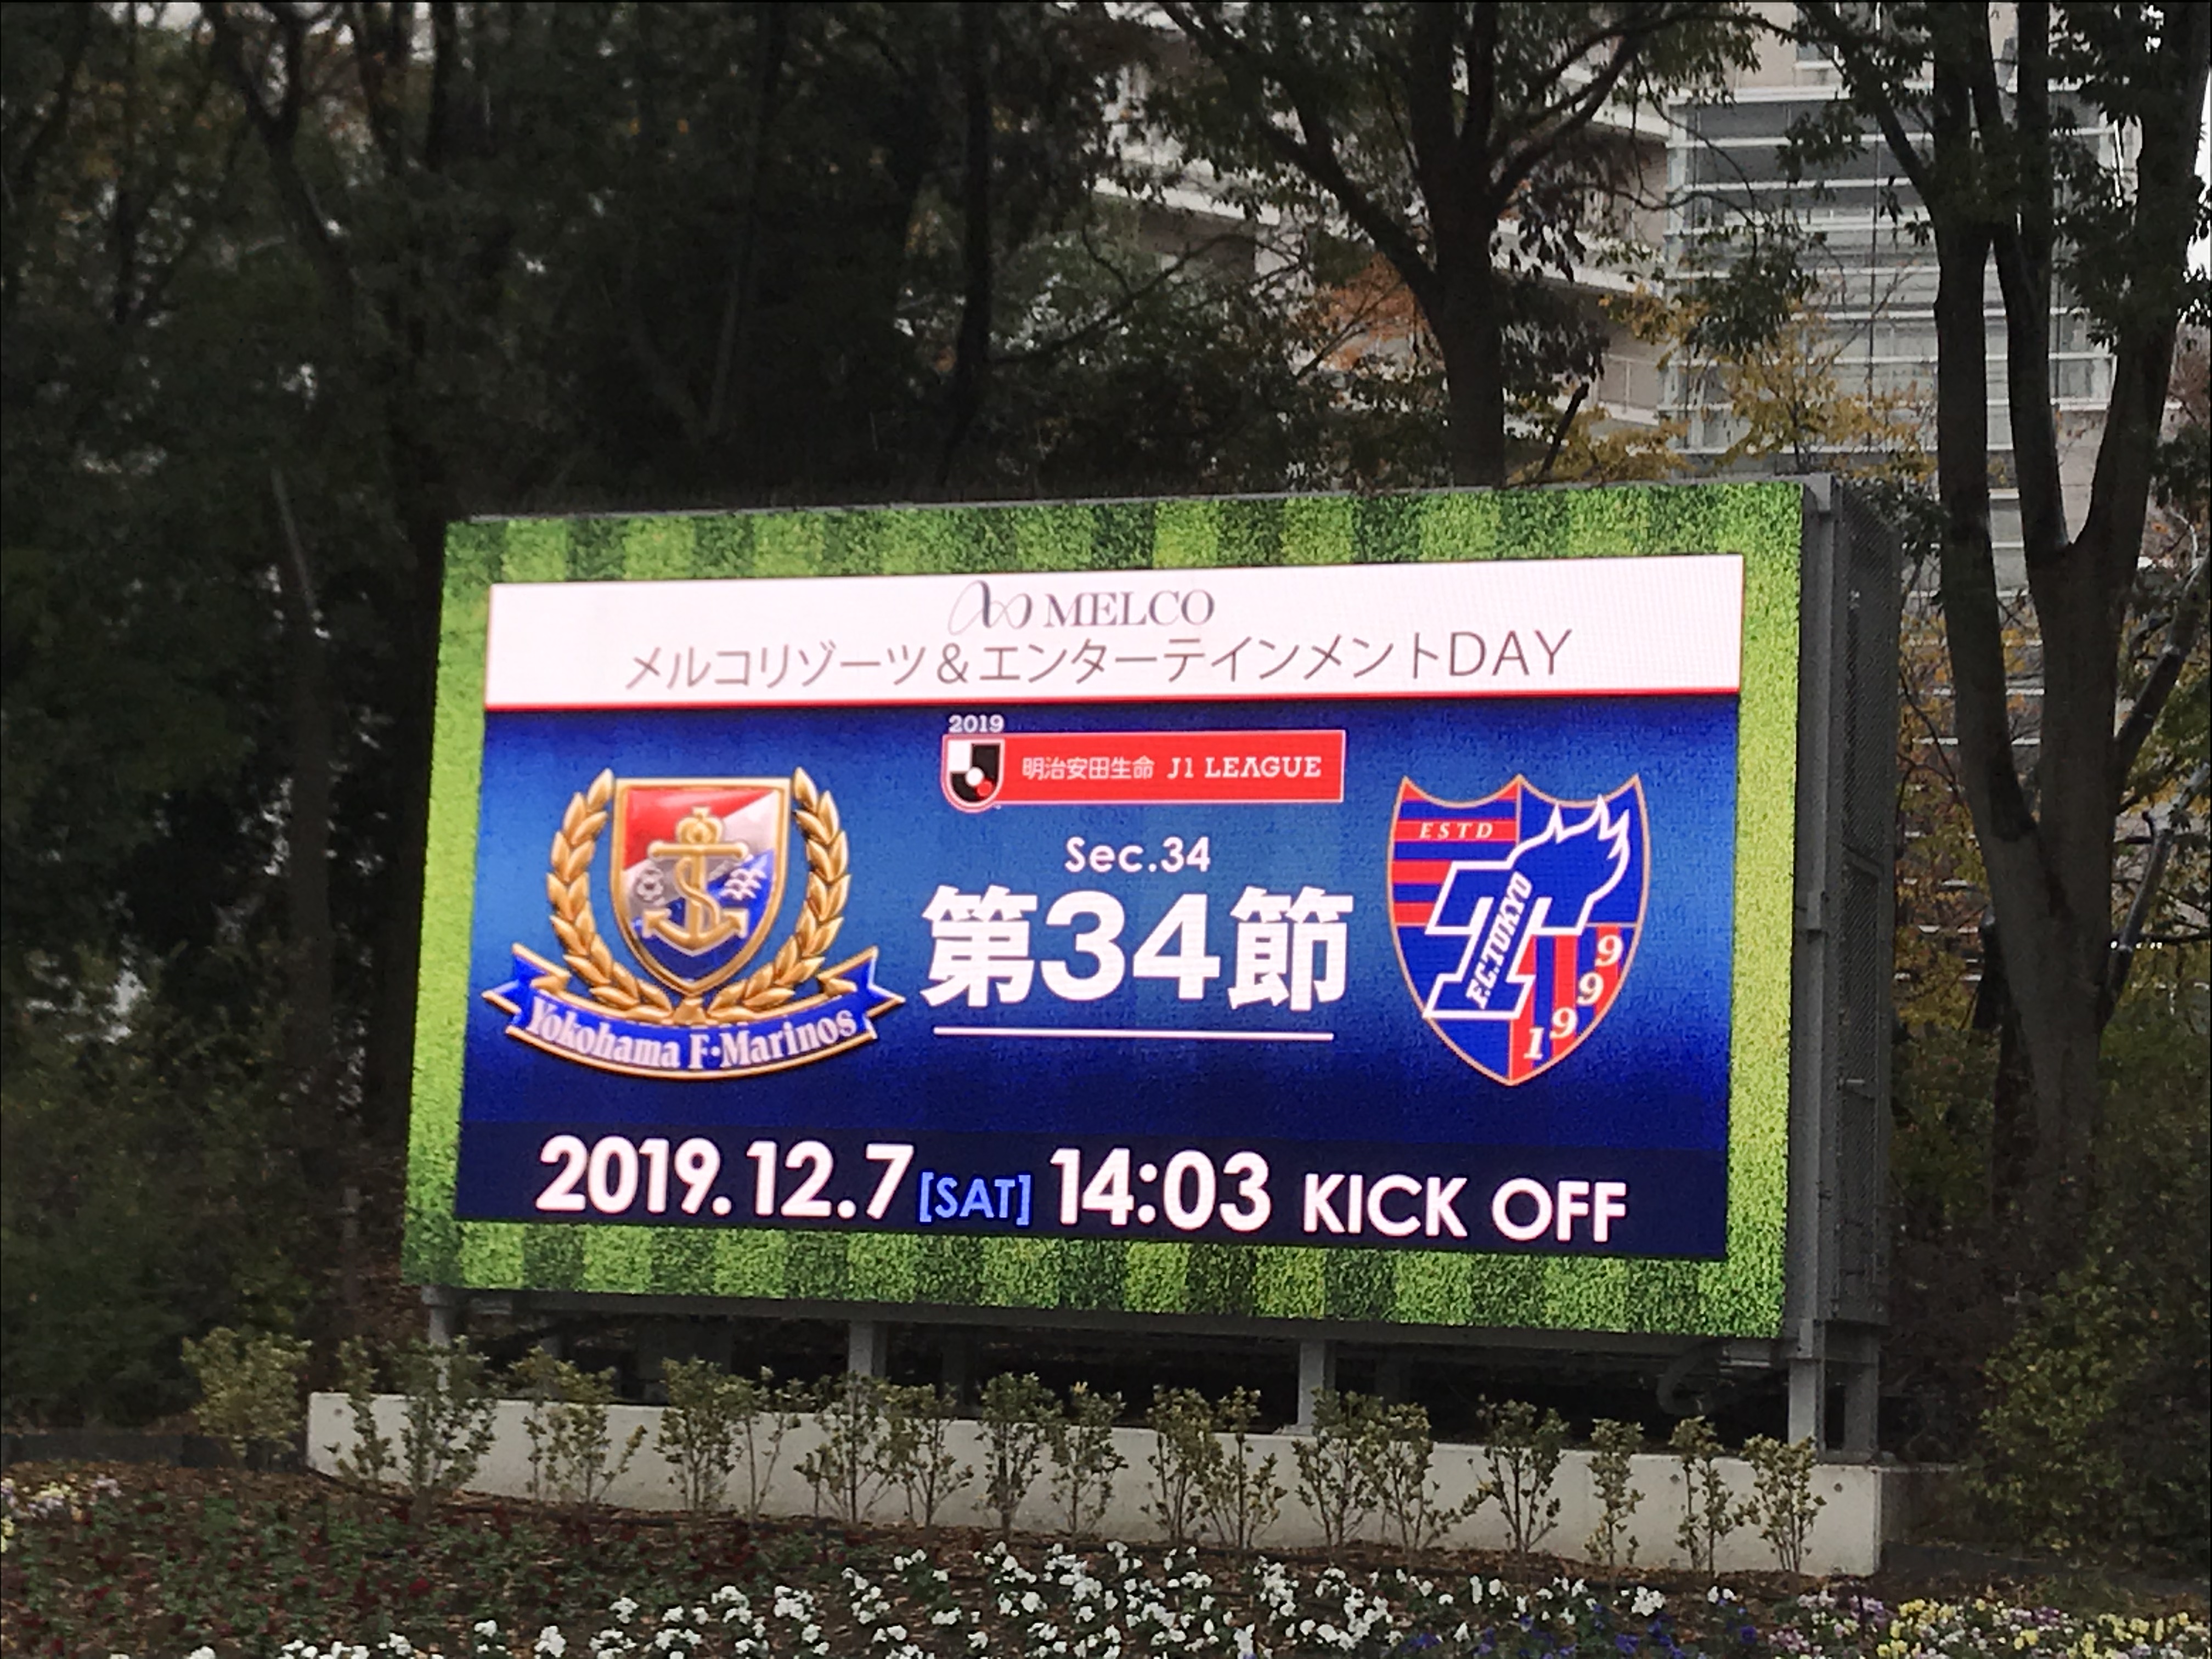 MELCO
メルコリゾーツ&エンターテインメントDAY
2019
明治安田生命 J1 LEAGUE
Sec.34
第34節
Yokohama F·Marinos
ESTD
F.C.TOKYO
1999
2019.12.7[SAT] 14:03 KICK OFF